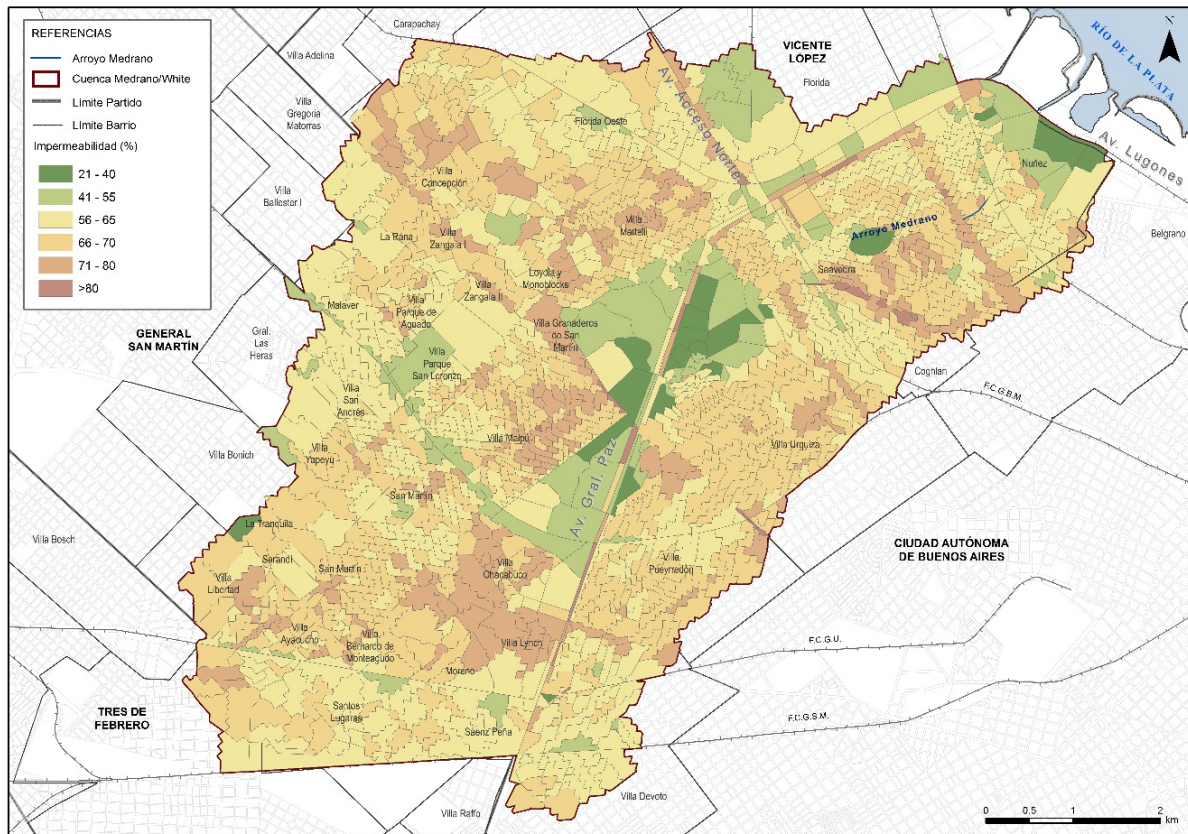 REFERENCIAS
Arroyo Medrano
Cuenca Medrano/White
Límite Partido
Límite Barrio
Impermeabilidad (%)
21 - 40
41 - 55
56 - 65
66 - 70
71 - 80
>80
Carapachay
Villa Adelina
Villa
Gregoria
Matorras
Villa
Ballester I
VICENTE
LÓPEZ
Florida
RÍO DE LA PLATA
N
Av. Acceso Norte
Florida Oeste
Av. Lugones
Nuñez
Villa
Concepción
Villa
Martelli
Arroyo Medrano
Belgrano
La Rana
Villa
Zangala I
Saavedra
Loyola y
Monoblocks
Villa
Zangala II
Malaver
Villa
Parque de
Aguado
Villa Granaderos
de San
Martín
GENERAL
SAN MARTÍN
Gral.
Las
Heras
Villa
Parque
San Lorenzo
Coghlan
F.C.G.B.M.
Villa
San
Andrés
Villa Maipú
Villa Urquiza
Villa Bonich
Villa
Yapeyú
Av. Gral. Paz
San Martín
La Tranquila
Villa Bosch
CIUDAD AUTÓNOMA
DE BUENOS AIRES
Sarandí
San Martín
Villa
Chacabuco
Villa
Pueyrredón
Villa
Libertad
Villa
Ayacucho
Villa
Bernardo de
Monteagudo
Villa Lynch
F.C.G.U.
Moreno
TRES DE
FEBRERO
Santos
Lugares
Sáenz Peña
F.C.G.S.M.
Villa Raffo
Villa Devoto
0 0,5 1 2
km